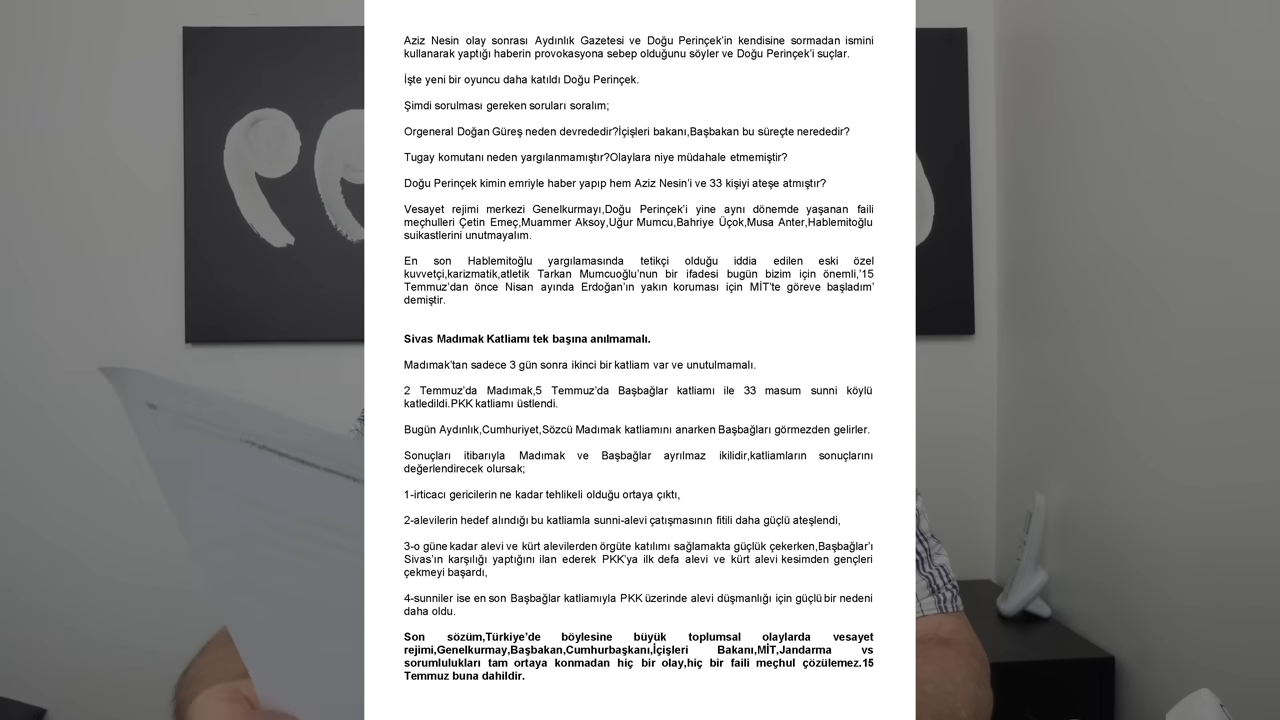 Aziz Nesin olay sonrası Aydınlık Gazetesi ve Doğu Perinçek'in kendisine sormadan ismini
kullanarak yaptığı haberin provokasyona sebep olduğunu söyler ve Doğu Perinçek'i suçlar.
İşte yeni bir oyuncu daha katıldı Doğu Perinçek.
Şimdi sorulması gereken soruları soralım;
Orgeneral Doğan Güreş neden devrededir?İçişleri bakanı,Başbakan bu süreçte nerededir?
Tugay komutanı neden yargılanmamıştır?Olaylara niye müdahale etmemiştir?
Doğu Perinçek kimin emriyle haber yapıp hem Aziz Nesin'i ve 33 kişiyi ateşe atmıştır?
Vesayet rejimi merkezi Genelkurmayı,Doğu Perinçek'i yine aynı dönemde yaşanan faili
meçhulleri Çetin Emeç,Muammer Aksoy,Uğur Mumcu,Bahriye Üçok,Musa Anter,Hablemitoğlu
suikastlerini unutmayalım.
En son Hablemitoğlu yargılamasında tetikçi olduğu iddia edilen eski özel
kuvvetçi,karizmatik,atletik Tarkan Mumcuoğlu'nun bir ifadesi bugün bizim için önemli,'15
Temmuz'dan önce Nisan ayında Erdoğan'ın yakın koruması için MİT'te göreve başladım'
demiştir.
Sivas Madımak Katliamı tek başına anılmamalı.
Madımak'tan sadece 3 gün sonra ikinci bir katliam var ve unutulmamalı.
2 Temmuz'da Madımak,5 Temmuz'da Başbağlar katliamı ile 33 masum sunni köylü
katledildi.PKK katliamı üstlendi.
Bugün Aydınlık,Cumhuriyet,Sözcü Madımak katliamını anarken Başbağları görmezden gelirler.
Sonuçları itibarıyla Madımak ve Başbağlar ayrılmaz ikilidir,katliamların sonuçlarını
değerlendirecek olursak;
1-irticacı gericilerin ne kadar tehlikeli olduğu ortaya çıktı,
2-alevilerin hedef alındığı bu katliamla sunni-alevi çatışmasının fitili daha güçlü ateşlendi,
3-o güne kadar alevi ve kürt alevilerden örgüte katılımı sağlamakta güçlük çekerken,Başbağlar'ı
Sivas'ın karşılığı yaptığını ilan ederek PKK'ya ilk defa alevi ve kürt alevi kesimden gençleri
çekmeyi başardı,
4-sunniler ise en son Başbağlar katliamıyla PKK üzerinde alevi düşmanlığı için güçlü bir nedeni
daha oldu.
Son sözüm,Türkiye'de böylesine büyük toplumsal olaylarda vesayet
rejimi,Genelkurmay,Başbakan,Cumhurbaşkanı,İçişleri Bakanı,MİT,Jandarma vs
sorumlulukları tam ortaya konmadan hiç bir olay,hiç bir faili meçhul çözülemez.15
Temmuz buna dahildir.